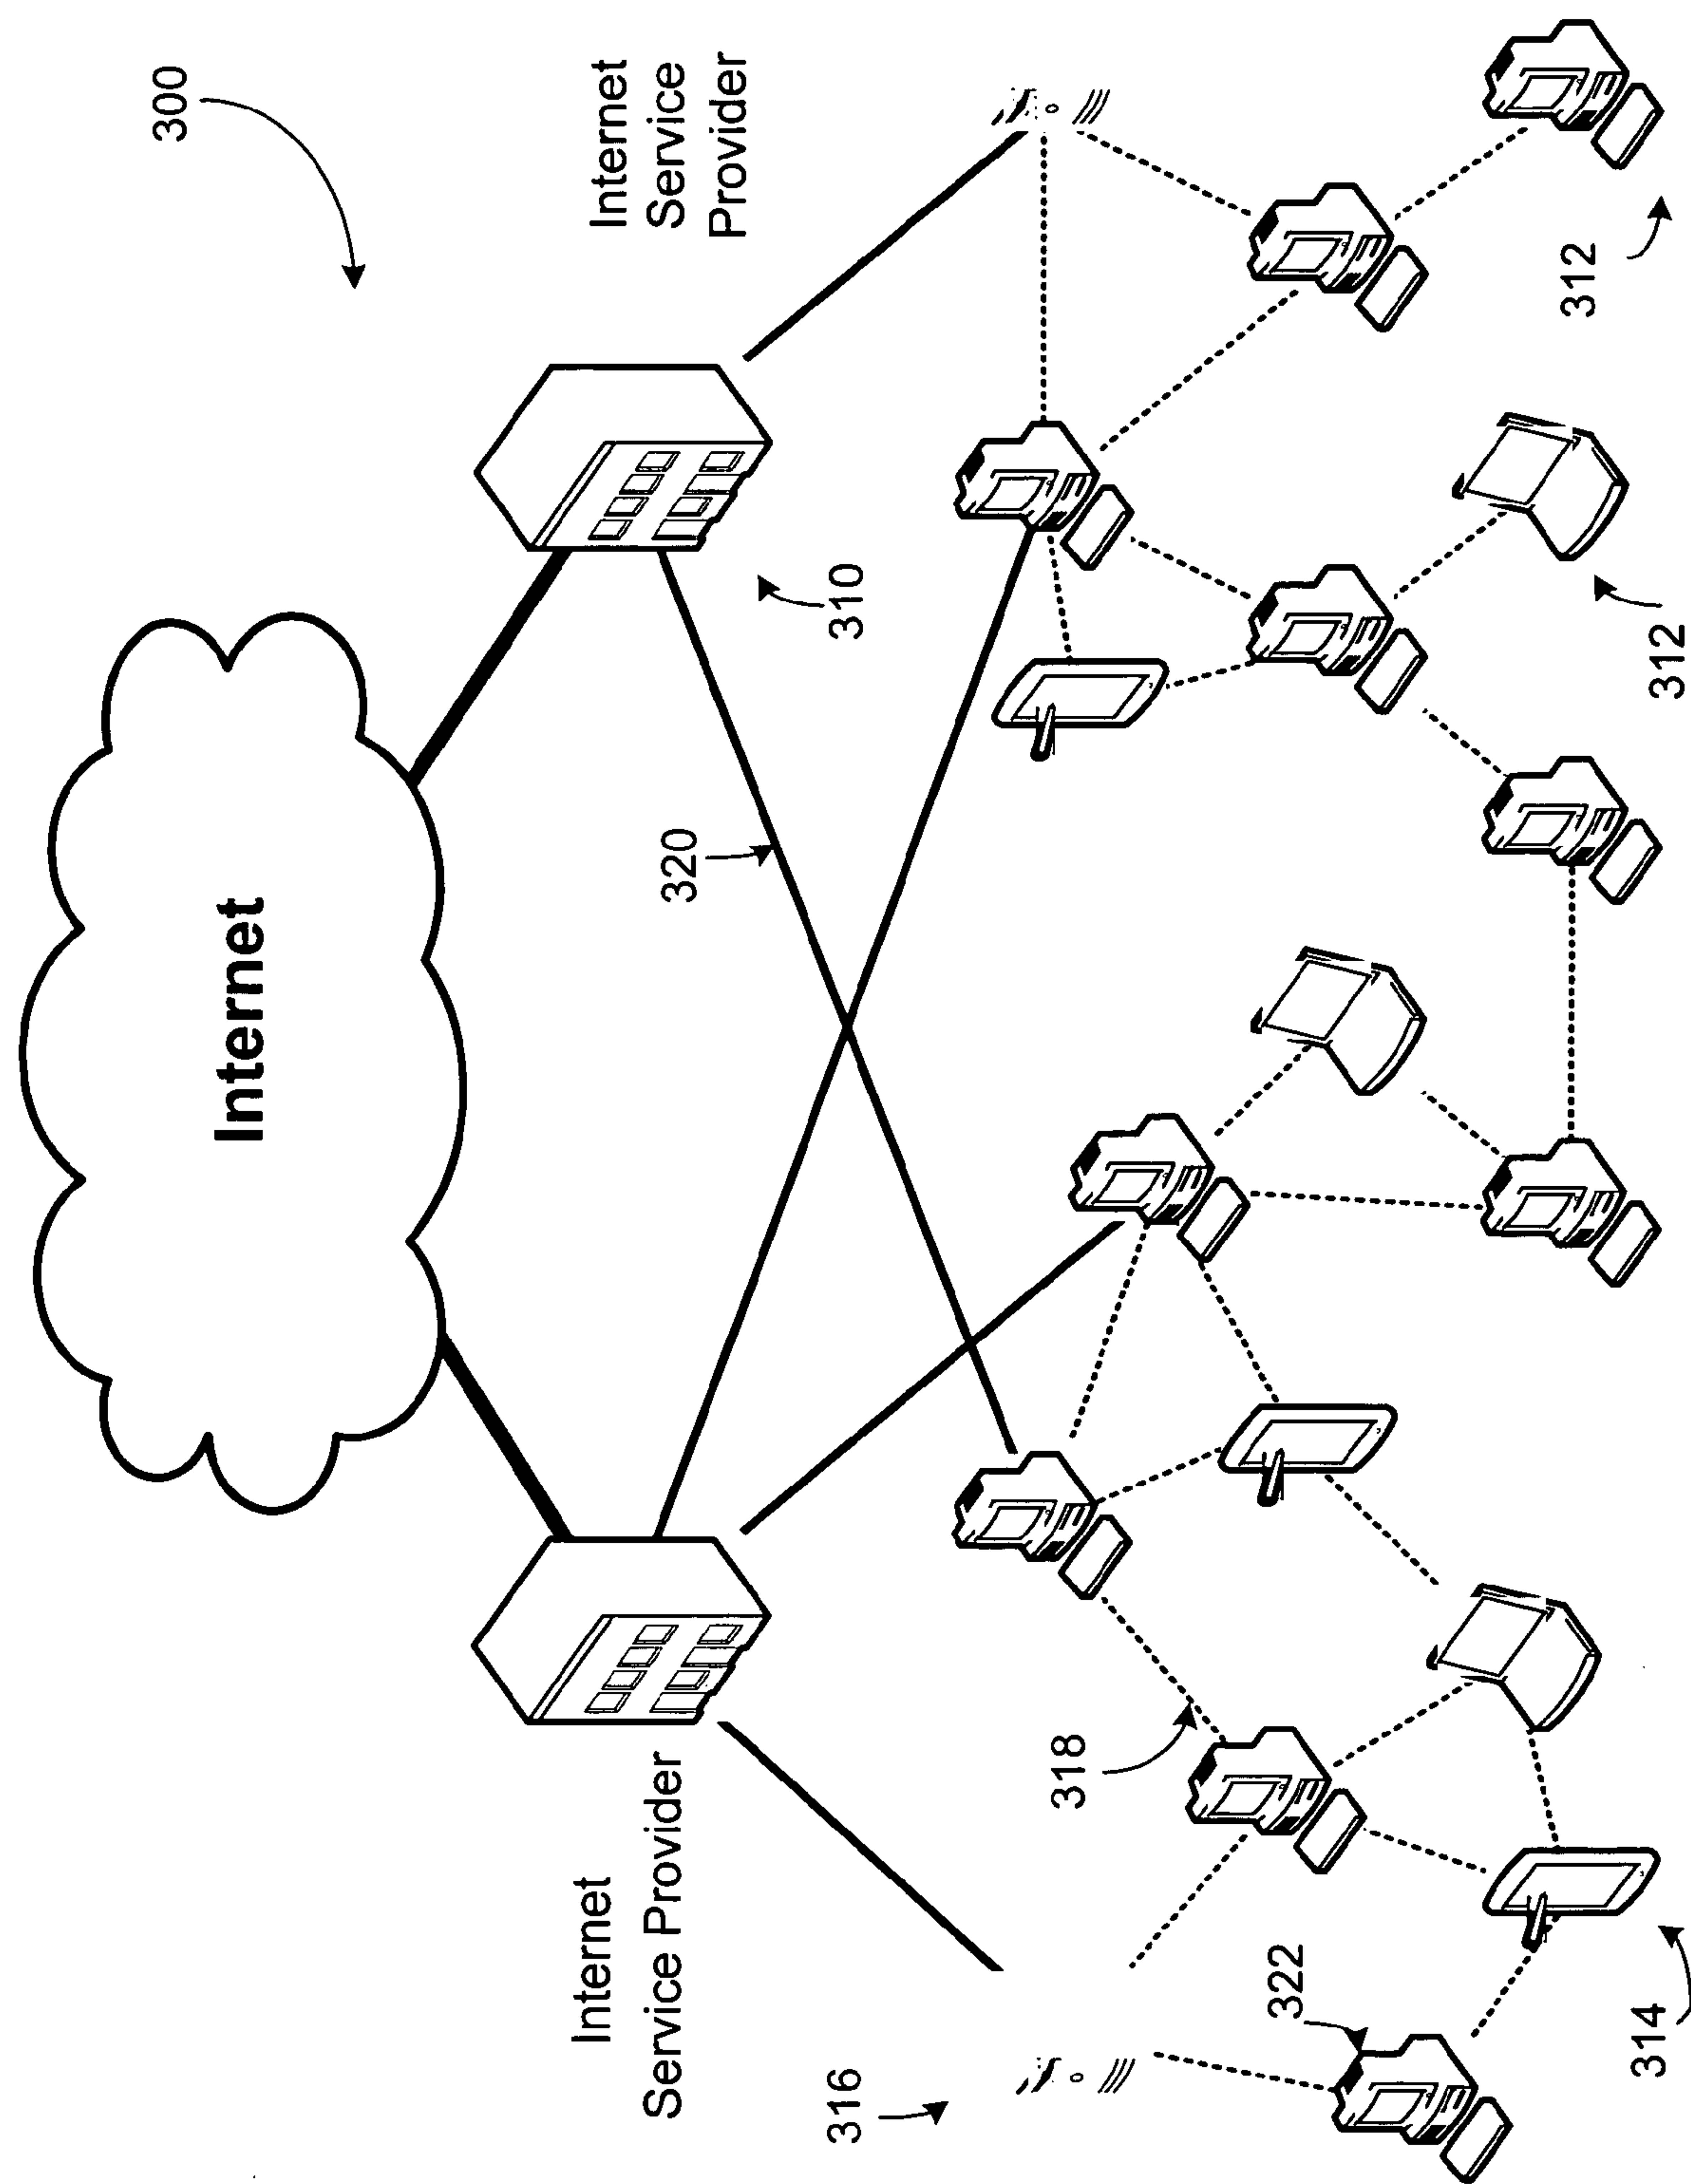 300
Internet
Internet
Service
Provider
Internet
Service Provider
310
320
316
318
322
314
312
312